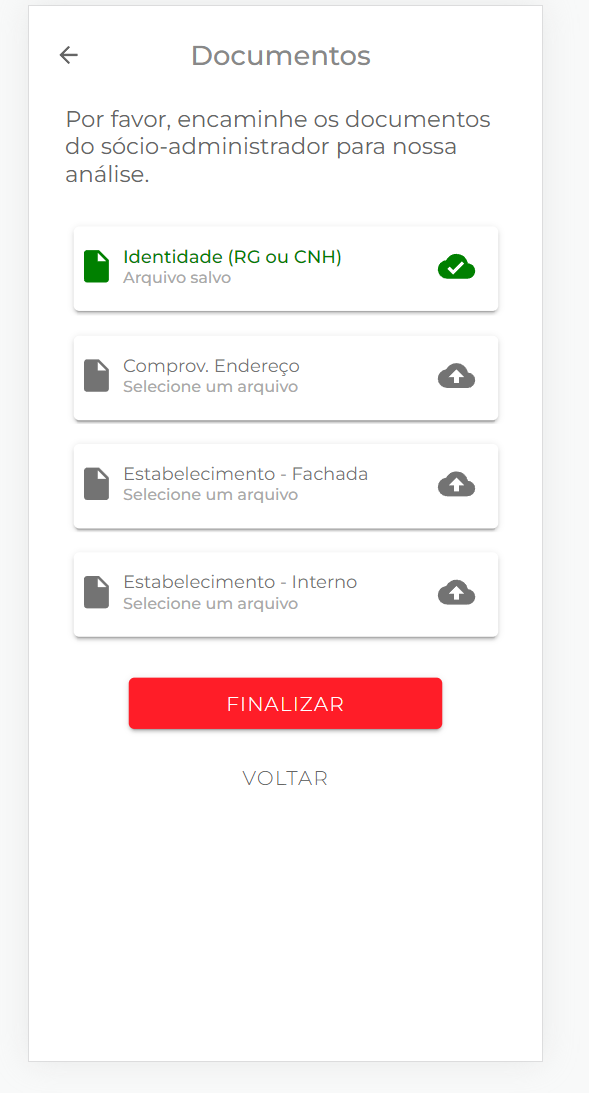 Documentos
Por favor, encaminhe os documentos
do sócio-administrador para nossa
análise.
Identidade (RG ou CNH)
Arquivo salvo
Comprov. Endereço
Selecione um arquivo
Estabelecimento - Fachada
Selecione um arquivo
Estabelecimento - Interno
Selecione um arquivo
FINALIZAR
VOLTAR